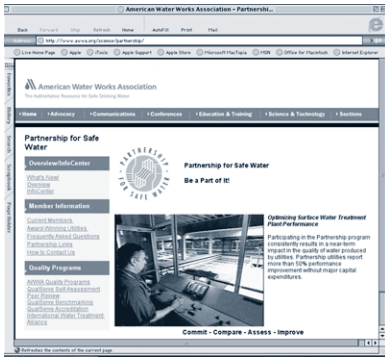 American Water Works Association - Partnershi...
Back Forward Stop Refresh Home AutoFill Print Mail
Address http://www.awwa.org/science/partnership/
Live Home Page Apple iTools Apple Support Apple Store Microsoft MacTopia MSN Office for Macintosh Internet Explorer
Favorites
History
Search
Scrapbook
Page Holder
American Water Works Association
The Authoritative Resource for Safe Drinking Water
Home Advocacy Communications Conferences Education & Training Science & Technology Sections
Partnership for Safe
Water
Overview/InfoCenter
What's New!
Overview
InfoCenter
Member Information
Current Members
Award-Winning Utilities
Frequently Asked Questions
Partnership Links
How to Contact Us
Quality Programs
AWWA Quality Programs
QualServe Self-Assessment
Peer Review
QualServe Benchmarking
QualServe Accreditation
International Water Treatment
Alliance
PARTNERSHIP
FOR SAFE WATER
Partnership for Safe Water
Be a Part of It!
Optimizing Surface Water Treatment
Plant Performance
Participating in the Partnership program
consistently results in a near-term
impact in the quality of water produced
by utilities. Partnership utilities report
more than 50% performance
improvement without major capital
expenditures.
Commit - Compare - Assess - Improve
Refreshes the contents of the current page.